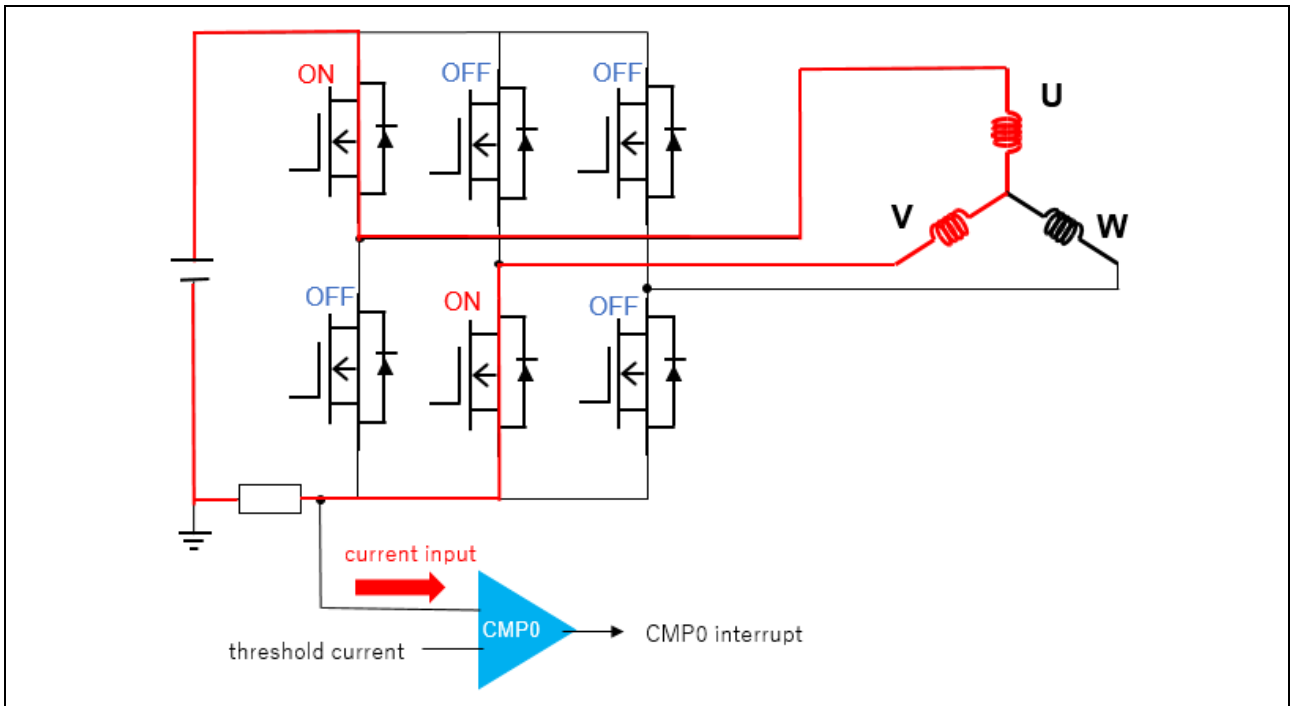 ON
OFF
OFF
U
V
W
OFF
ON
OFF
current input
CMP0
CMP0 interrupt
threshold current